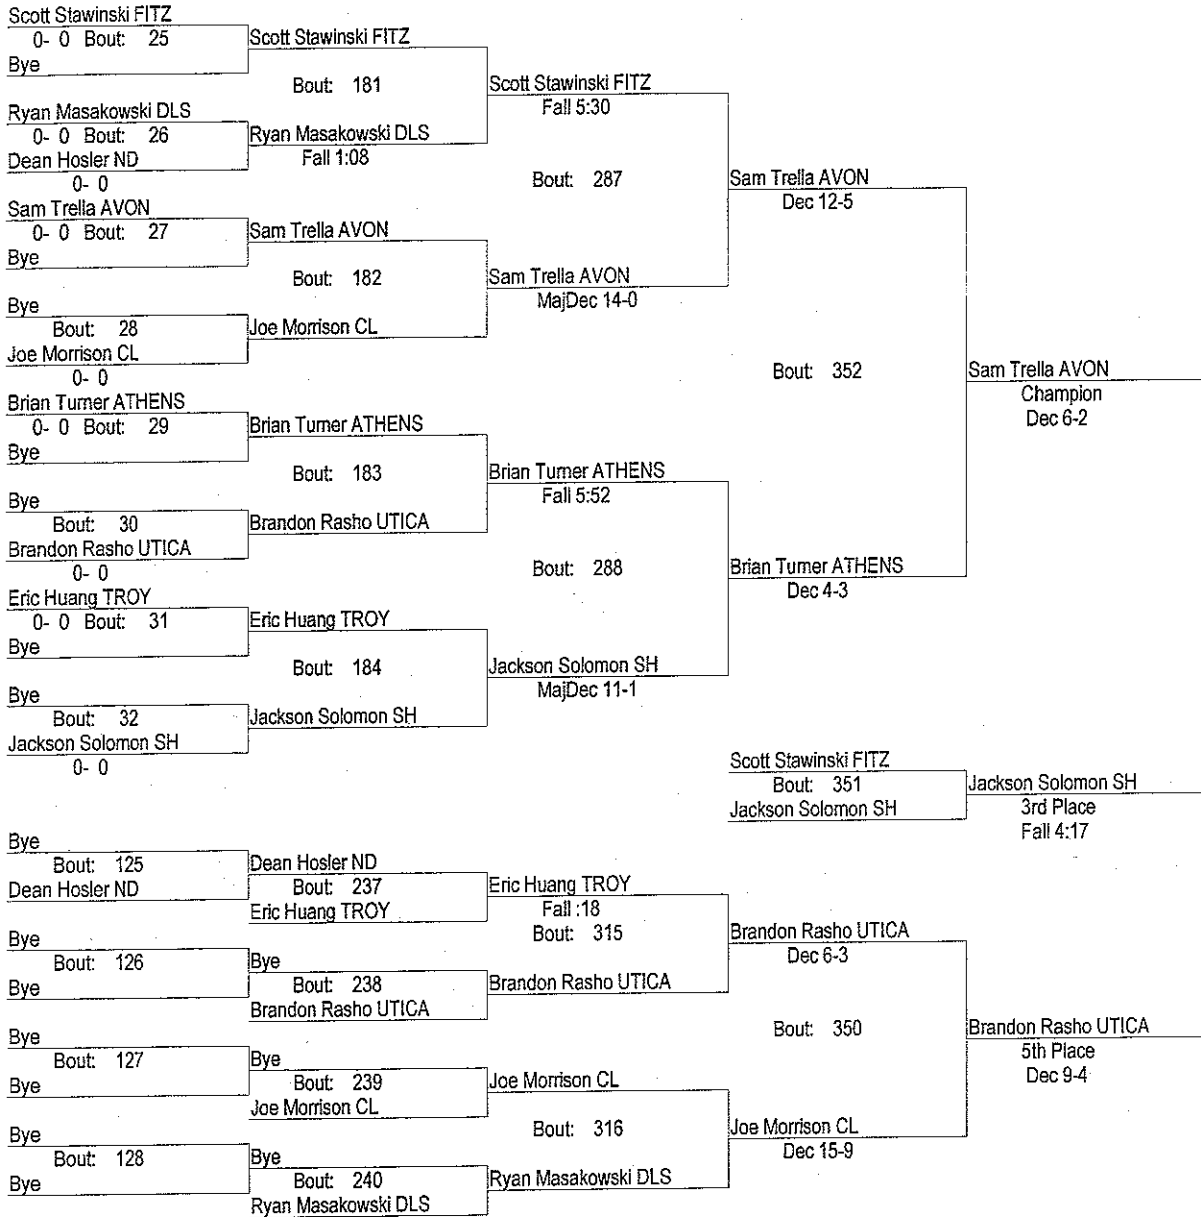 Scott Stawinski FITZ
0- 0 Bout: 25
Bye
Ryan Masakowski DLS
0- 0 Bout: 26
Dean Hosler ND
0- 0
Sam Trella AVON
0- 0 Bout: 27
Bye
Bye
Bout: 28
Joe Morrison CL
0- 0
Brian Turner ATHENS
0- 0 Bout: 29
Bye
Bye
Bout: 30
Brandon Rasho UTICA
0- 0
Eric Huang TROY
0- 0 Bout: 31
Bye
Bye
Bout: 32
Jackson Solomon SH
0- 0
Scott Stawinski FITZ
Bout: 181
Ryan Masakowski DLS
Fall 1:08
Sam Trella AVON
Bout: 182
Joe Morrison CL
Brian Turner ATHENS
Bout: 183
Brandon Rasho UTICA
Eric Huang TROY
Bout: 184
Jackson Solomon SH
Scott Stawinski FITZ
Fall 5:30
Bout: 287
Sam Trella AVON
MajDec 14-0
Brian Turner ATHENS
Fall 5:52
Bout: 288
Jackson Solomon SH
MajDec 11-1
Sam Trella AVON
Dec 12-5
Bout: 352
Brian Turner ATHENS
Dec 4-3
Sam Trella AVON
Champion
Dec 6-2
Scott Stawinski FITZ
Bout: 351
Jackson Solomon SH
Jackson Solomon SH
3rd Place
Fall 4:17
Bye
Bout: 125
Dean Hosler ND
Bye
Bout: 126
Bye
Bye
Bout: 127
Bye
Bye
Bout: 128
Bye
Dean Hosler ND
Bout: 237
Eric Huang TROY
Bye
Bout: 238
Brandon Rasho UTICA
Bye
Bout: 239
Joe Morrison CL
Bye
Bout: 240
Ryan Masakowski DLS
Eric Huang TROY
Fall :18
Bout: 315
Brandon Rasho UTICA
Joe Morrison CL
Bout: 316
Ryan Masakowski DLS
Brandon Rasho UTICA
Dec 6-3
Bout: 350
Joe Morrison CL
Dec 15-9
Brandon Rasho UTICA
5th Place
Dec 9-4